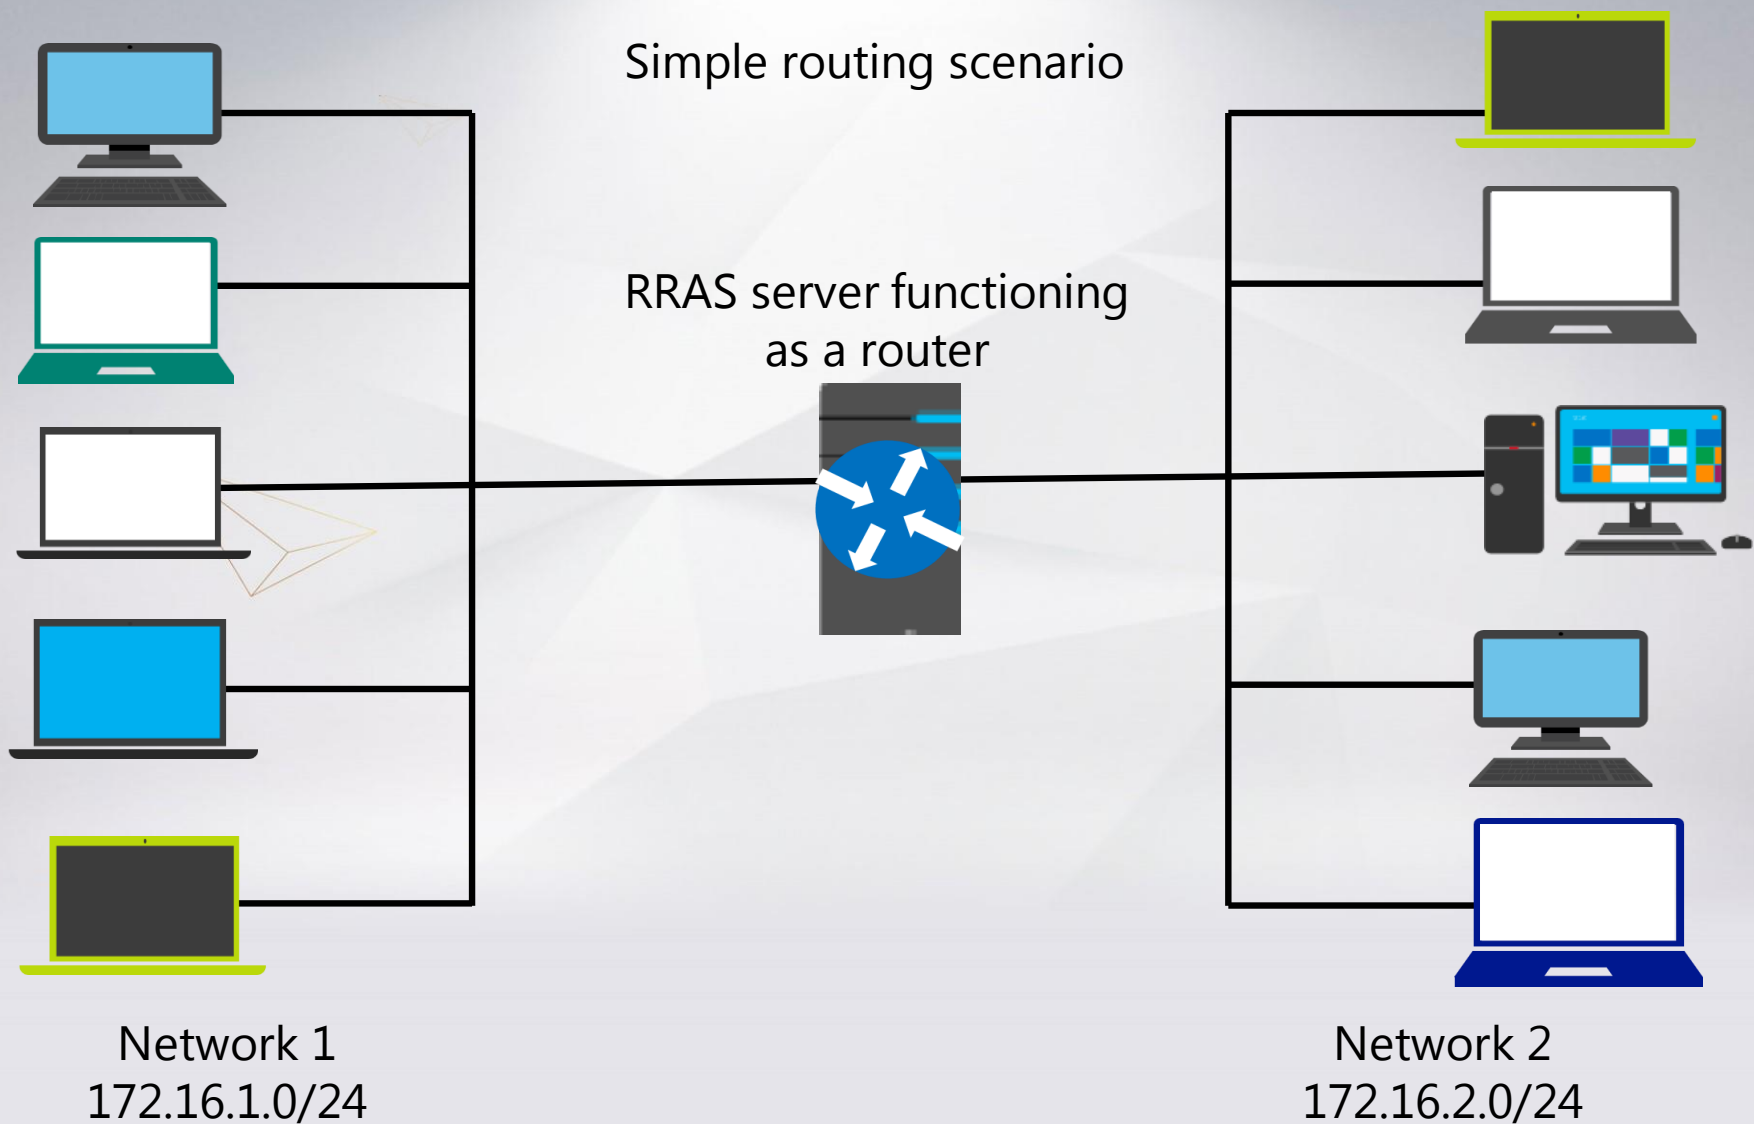 Simple routing scenario
RRAS server functioning
as a router
Network 1
172.16.1.0/24
Network 2
172.16.2.0/24